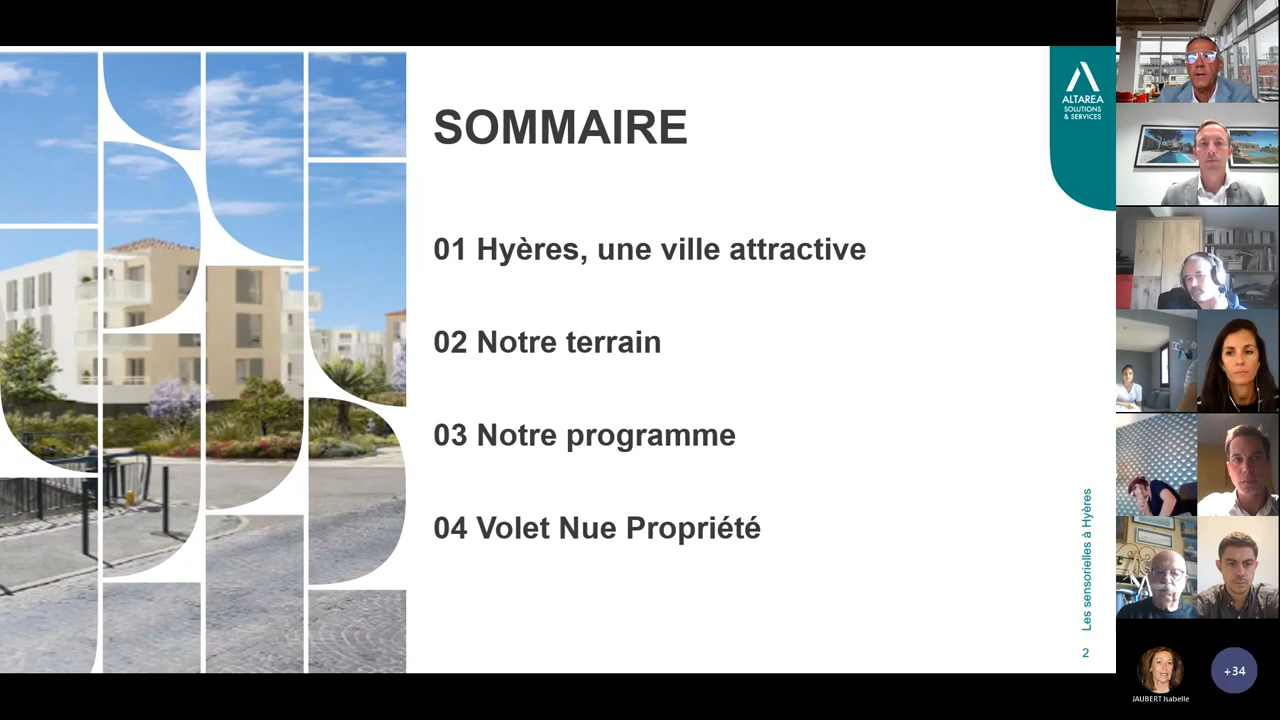 SOMMAIRE
01 Hyères, une ville attractive
02 Notre terrain
03 Notre programme
04 Volet Nue Propriété
ALTAREA
SOLUTIONS
& SERVICES
Les sensorielles à Hyères
2
JAUBERT Isabelle
+34